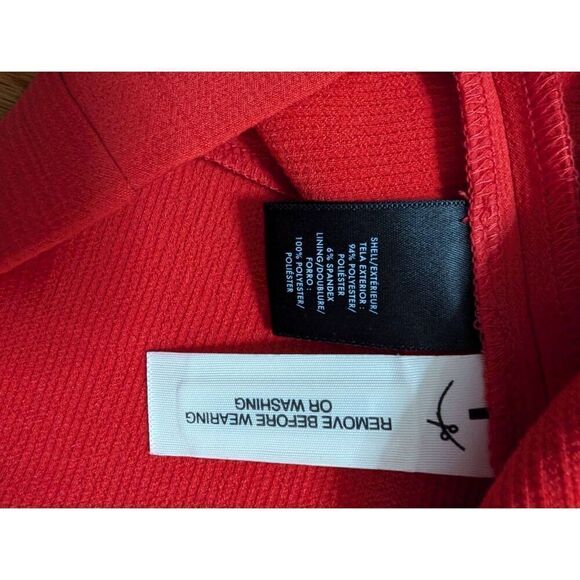 SHELL/EXTÉRIEUR/
TELA EXTERIOR :
94% POLYESTER/
POLIÉSTER
6% SPANDEX
LINING/DOUBLURE/
FORRO :
100% POLYESTER/
POLIÉSTER
REMOVE BEFORE WEARING
OR WASHING